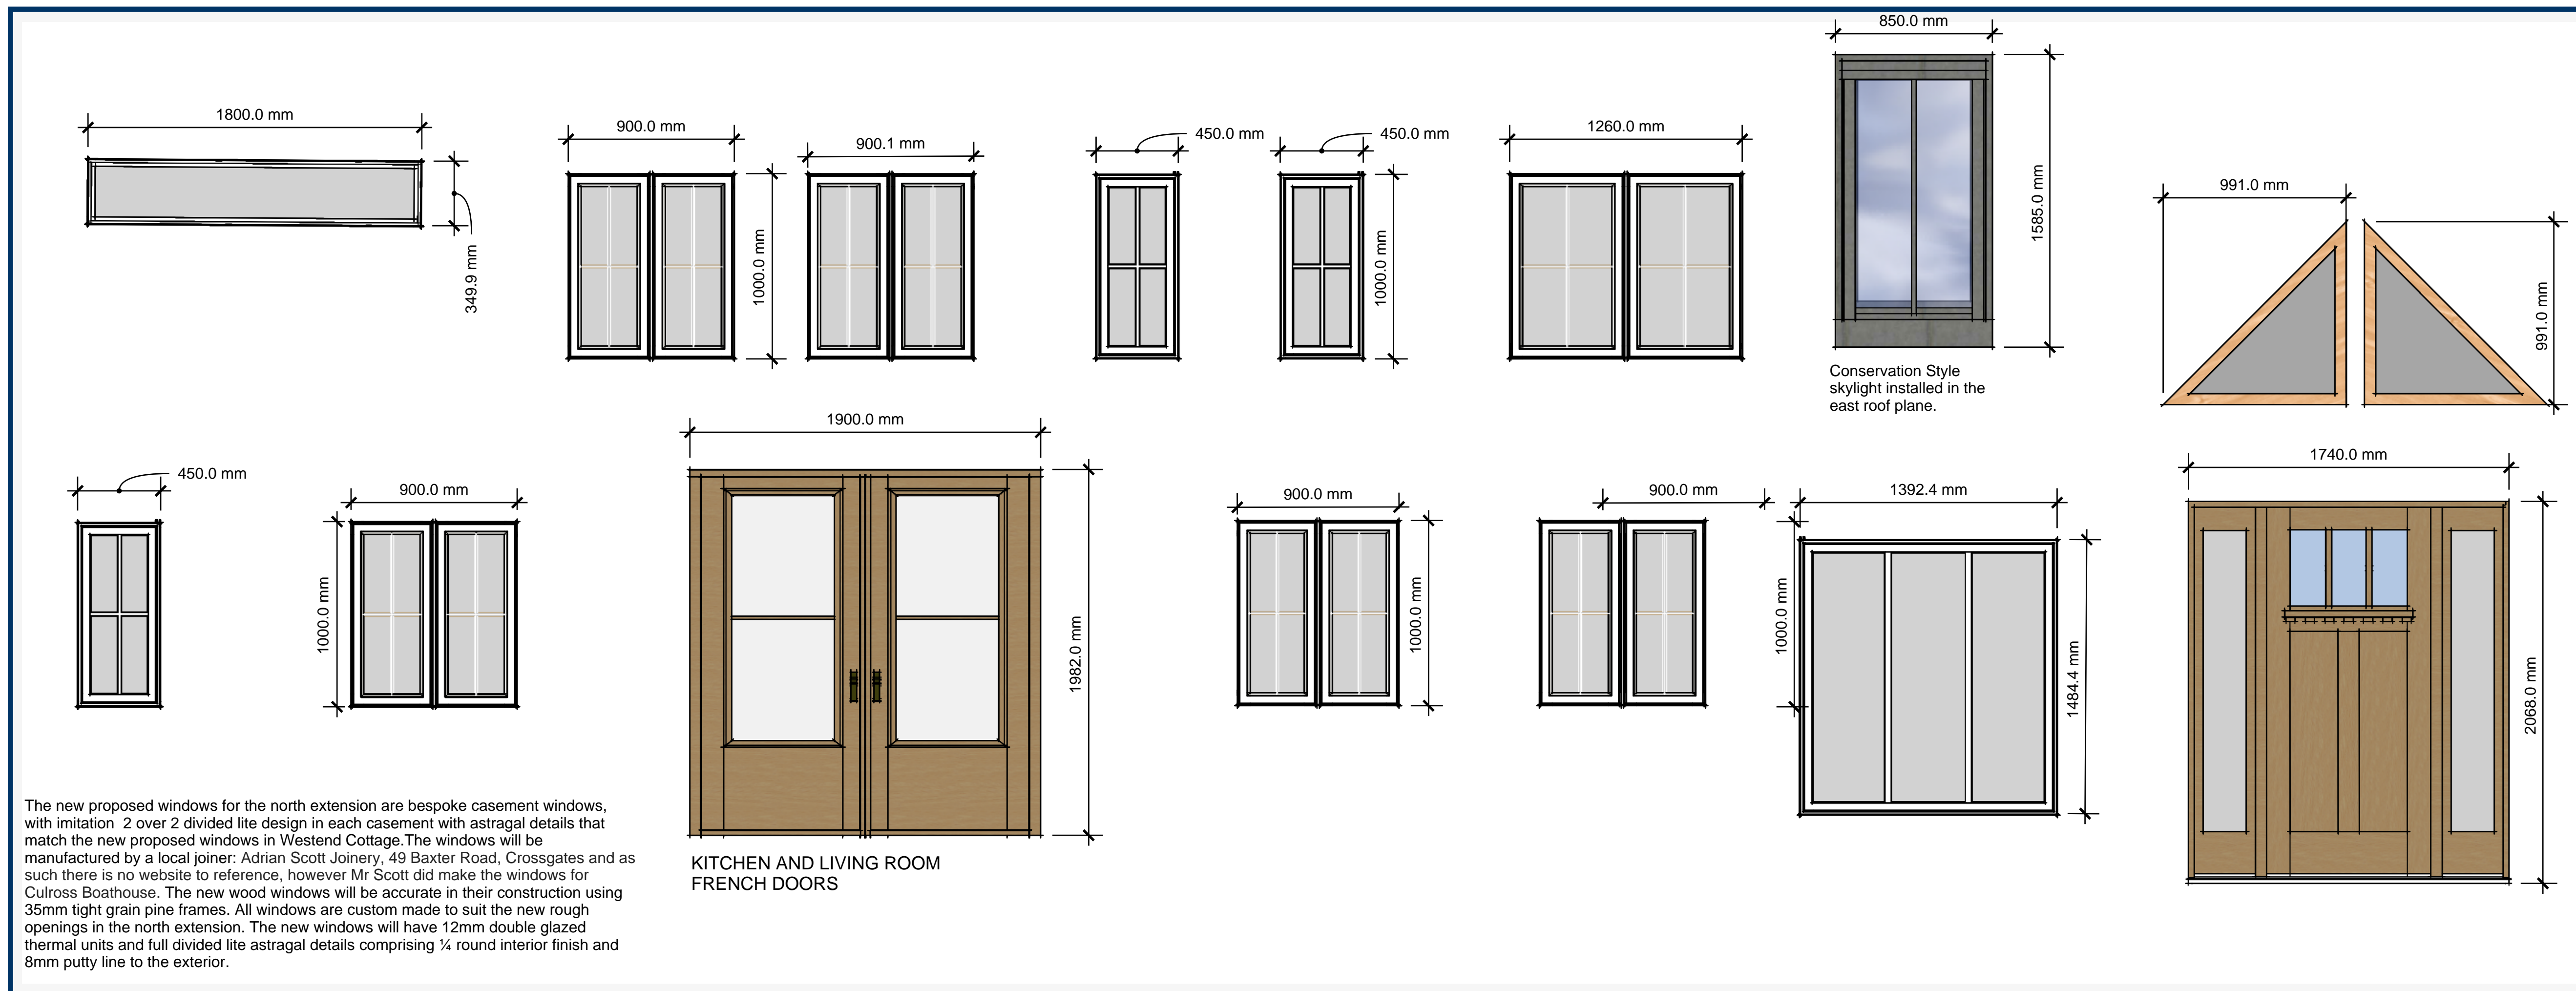 850.0 mm
1800.0 mm
900.0 mm
900.1 mm
450.0 mm
450.0 mm
1260.0 mm
349.9 mm
1000.0 mm
1000.0 mm
1585.0 mm
991.0 mm
991.0 mm
Conservation Style
skylight installed in the
east roof plane.
450.0 mm
900.0 mm
1000.0 mm
1900.0 mm
1982.0 mm
KITCHEN AND LIVING ROOM
FRENCH DOORS
900.0 mm
1000.0 mm
900.0 mm
1000.0 mm
1392.4 mm
1484.4 mm
1740.0 mm
2068.0 mm
The new proposed windows for the north extension are bespoke casement windows,
with imitation 2 over 2 divided lite design in each casement with astragal details that
match the new proposed windows in Westend Cottage.The windows will be
manufactured by a local joiner: Adrian Scott Joinery, 49 Baxter Road, Crossgates and as
such there is no website to reference, however Mr Scott did make the windows for
Culross Boathouse. The new wood windows will be accurate in their construction using
35mm tight grain pine frames. All windows are custom made to suit the new rough
openings in the north extension. The new windows will have 12mm double glazed
thermal units and full divided lite astragal details comprising ¼ round interior finish and
8mm putty line to the exterior.